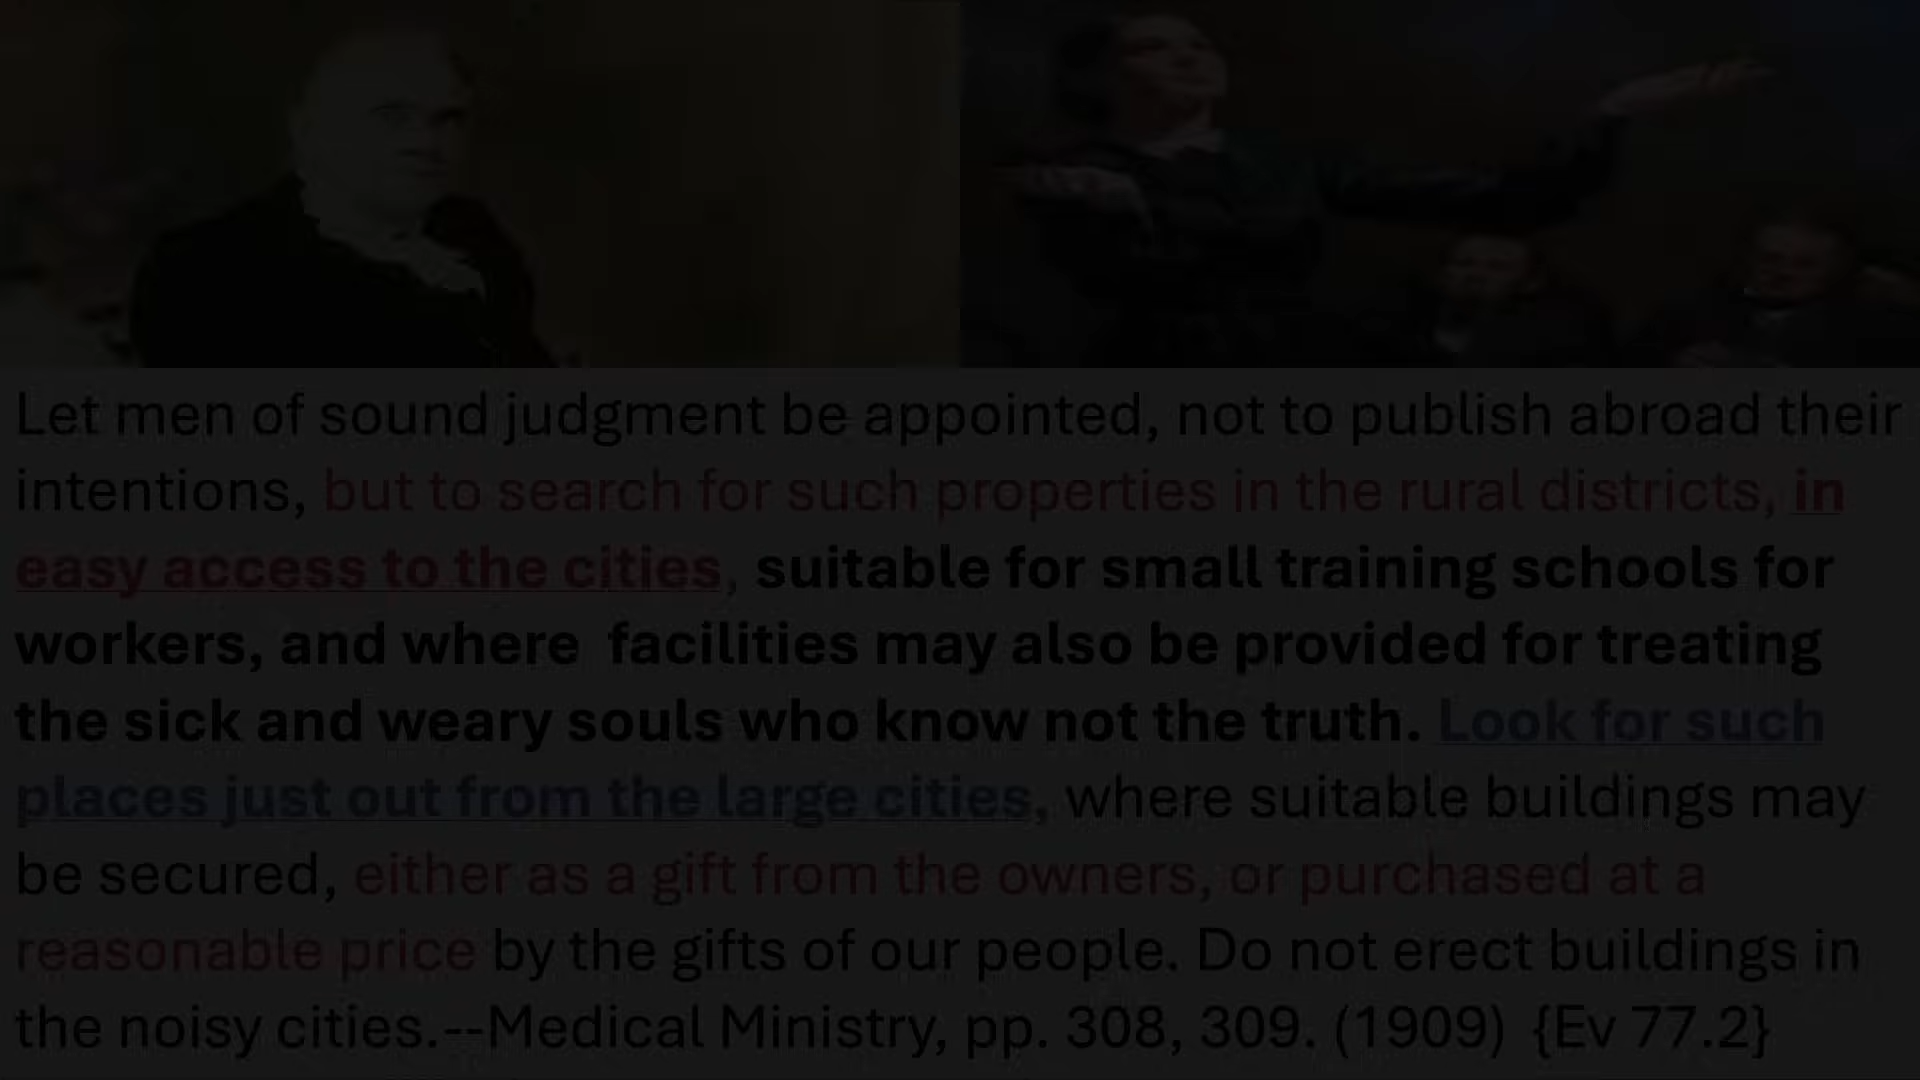 Let men of sound judgment be appointed, not to publish abroad their
intentions, but to search for such properties in the rural districts, in
easy access to the cities, suitable for small training schools for
workers, and where facilities may also be provided for treating
the sick and weary souls who know not the truth. Look for such
places just out from the large cities, where suitable buildings may
be secured, either as a gift from the owners, or purchased at a
reasonable price by the gifts of our people. Do not erect buildings in
the noisy cities.--Medical Ministry, pp. 308, 309. (1909) {Ev 77.2}